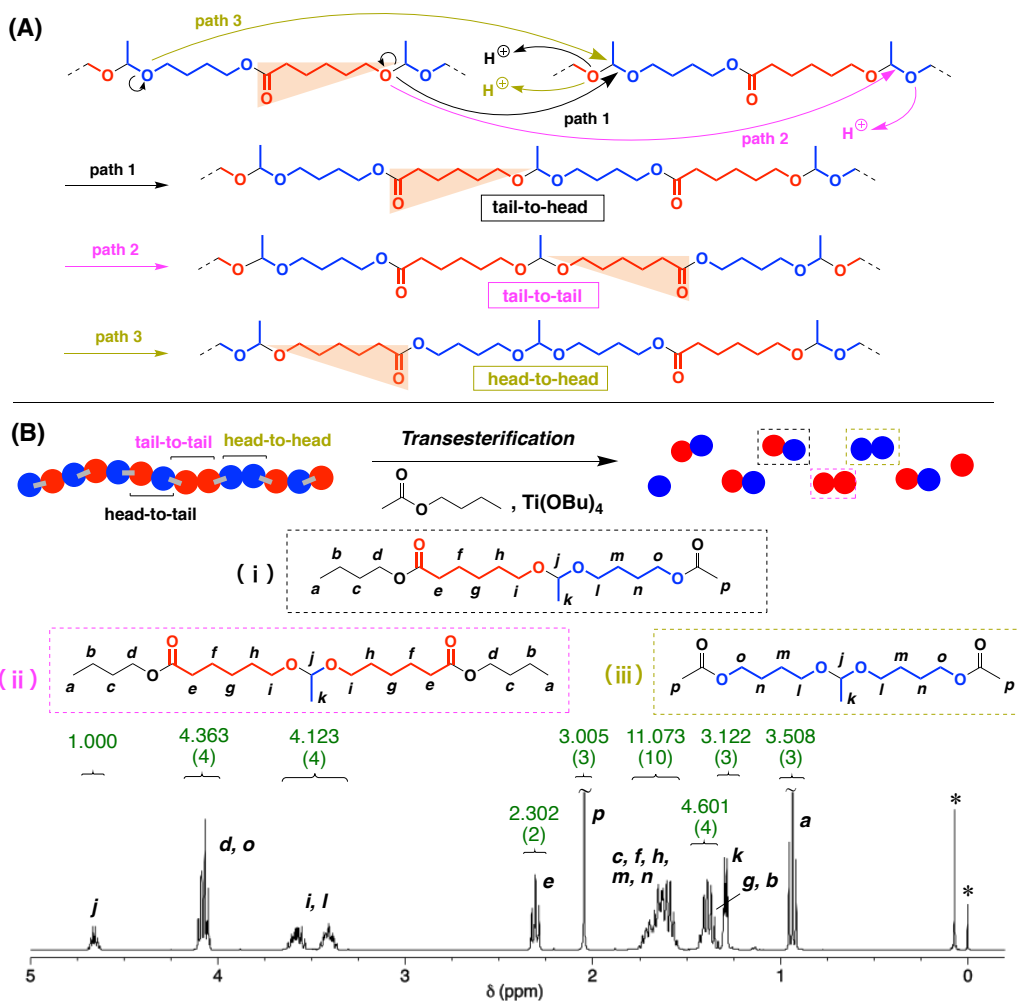 (A)
path 3
H⊕
H⊕
O O O O O O O O
O O
path 1
path 2
H⊕
path 1
O O O O O O
O O
tail-to-head
path 2
O O O O O O
O O
tail-to-tail
path 3
O O O O O O
O O
head-to-head
(B)
tail-to-tail head-to-head
head-to-tail
Transesterification
O
O
, Ti(OBu)4
(i)
b d O f h j m o O
a c O e g i O O k l n O p
(ii)
b d O f h j h f O d b
a c O e g i O O k i g e O c a
(iii)
O o m j m o O
p O n l O O k l n O p
1.000
4.363
(4)
4.123
(4)
3.005
(3)
11.073
(10)
3.122
(3)
3.508
(3)
2.302
(2)
4.601
(4)
j
d, o
i, l
e
p
c, f, h,
m, n
k
g, b
a
*
*
~ ~
5 4 3 2 1 0
δ (ppm)